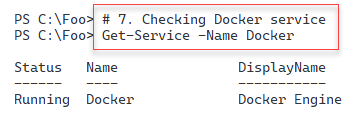 PS C:\Foo> # 7. Checking Docker service
PS C:\Foo> Get-Service -Name Docker
Status Name DisplayName
------ ---- -----------
Running Docker Docker Engine